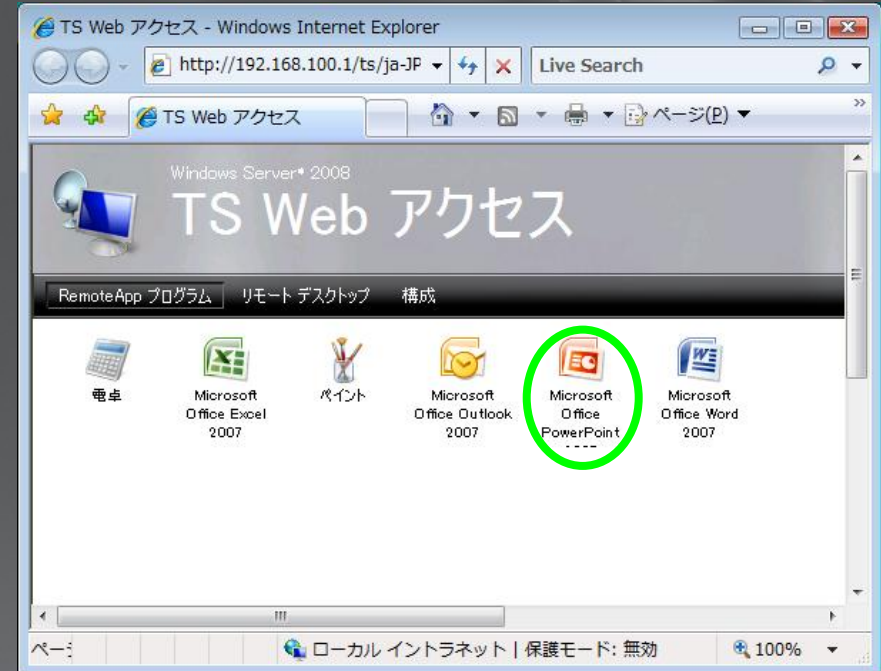 TS Web アクセス - Windows Internet Explorer
http://192.168.100.1/ts/ja-JP
Live Search
TS Web アクセス
ページ(P)
Windows Server® 2008
TS Web アクセス
RemoteApp プログラム リモート デスクトップ 構成
電卓
Microsoft Office Excel 2007
ペイント
Microsoft Office Outlook 2007
Microsoft Office PowerPoint
Microsoft Office Word 2007
ペー
ローカル イントラネット | 保護モード: 無効
100%